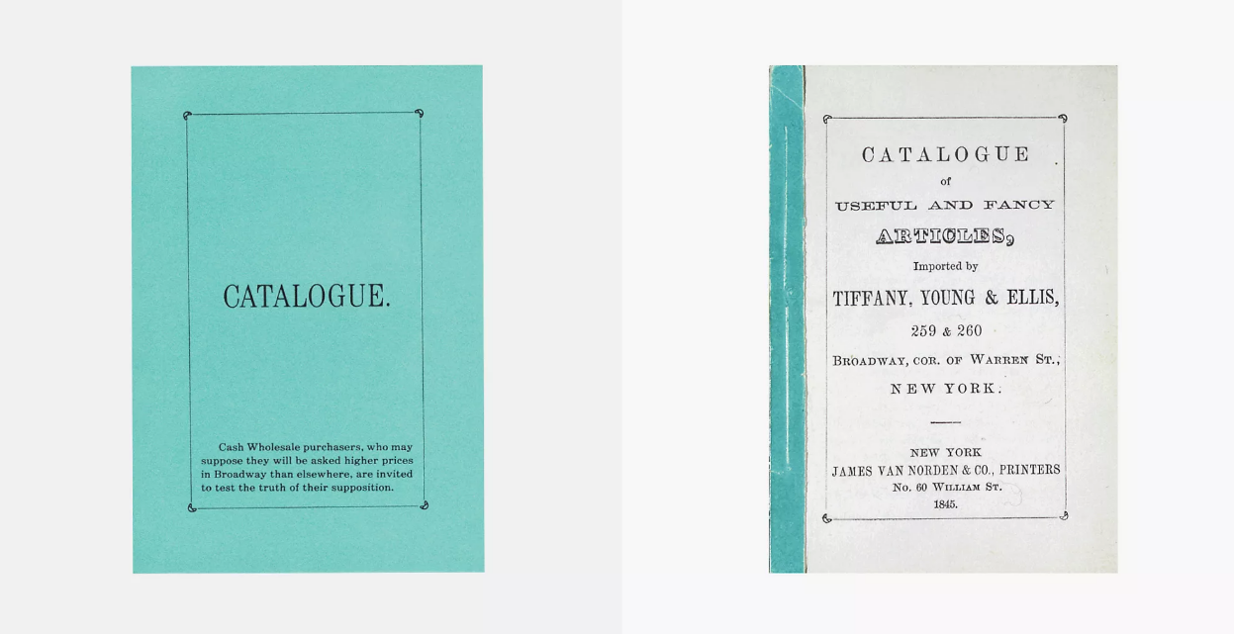 CATALOGUE.
Cash Wholesale purchasers, who may
suppose they will be asked higher prices
in Broadway than elsewhere, are invited
to test the truth of their supposition.
CATALOGUE
of
USEFUL AND FANCY
ARTICLES,
Imported by
TIFFANY, YOUNG & ELLIS,
259 & 260
BROADWAY, COR. OF WARREN ST.,
NEW YORK.
NEW YORK
JAMES VAN NORDEN & CO., PRINTERS
No. 60 WILLIAM ST.
1845.